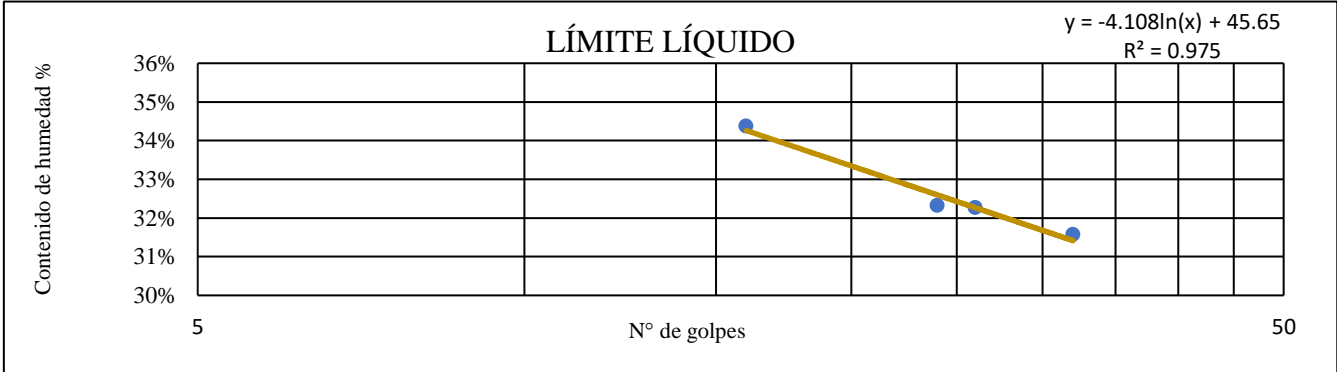 LÍMITE LÍQUIDO
y = -4.108ln(x) + 45.65
R² = 0.975
Contenido de humedad %
36%
35%
34%
33%
32%
31%
30%
5
50
N° de golpes